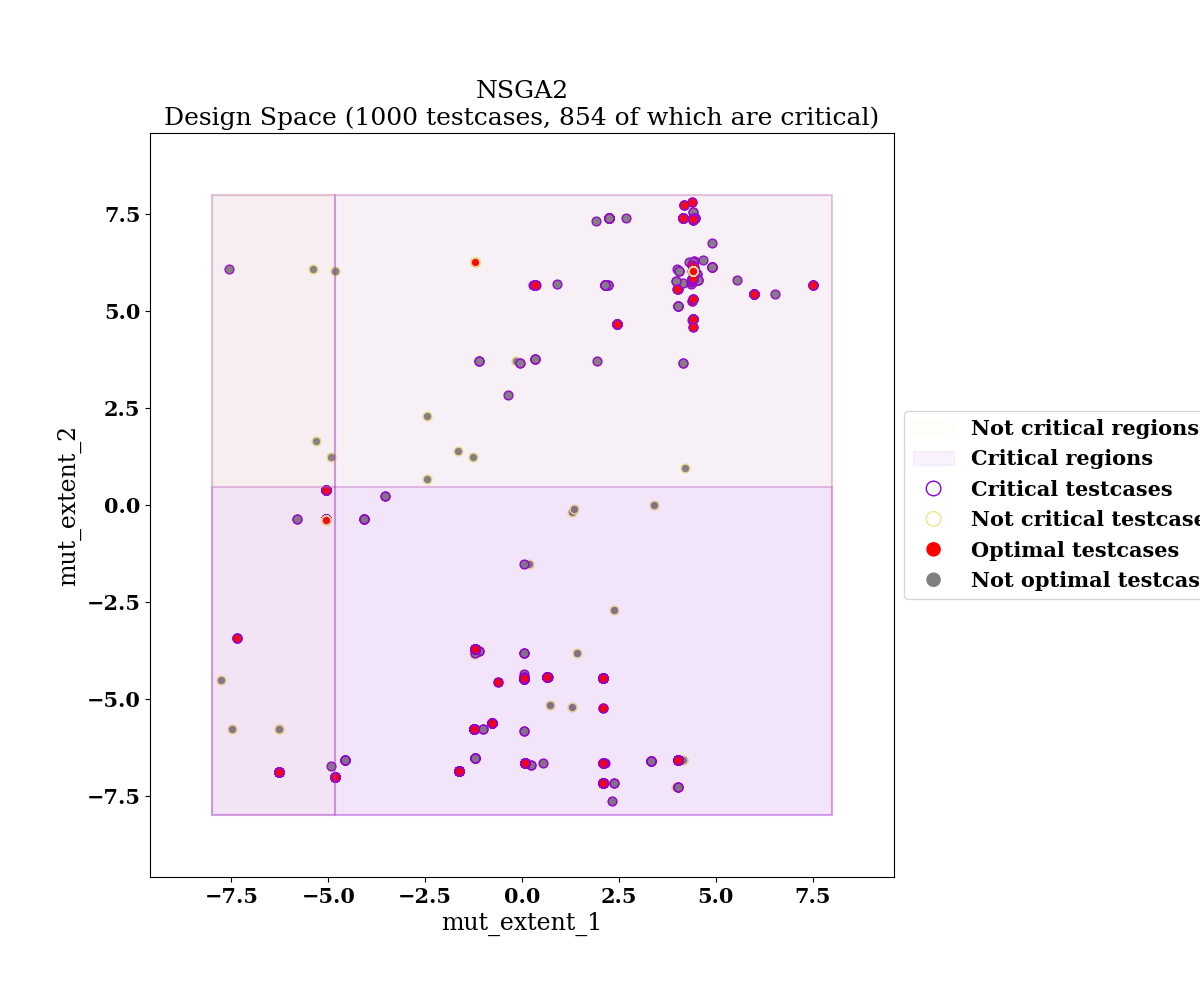 NSGA2
Design Space (1000 testcases, 854 of which are critical)
7.5
5.0
2.5
0.0
−2.5
−5.0
−7.5
mut_extent_2
−7.5 −5.0 −2.5 0.0 2.5 5.0 7.5
mut_extent_1
Not critical regions
Critical regions
Critical testcases
Not critical testcase
Optimal testcases
Not optimal testcas